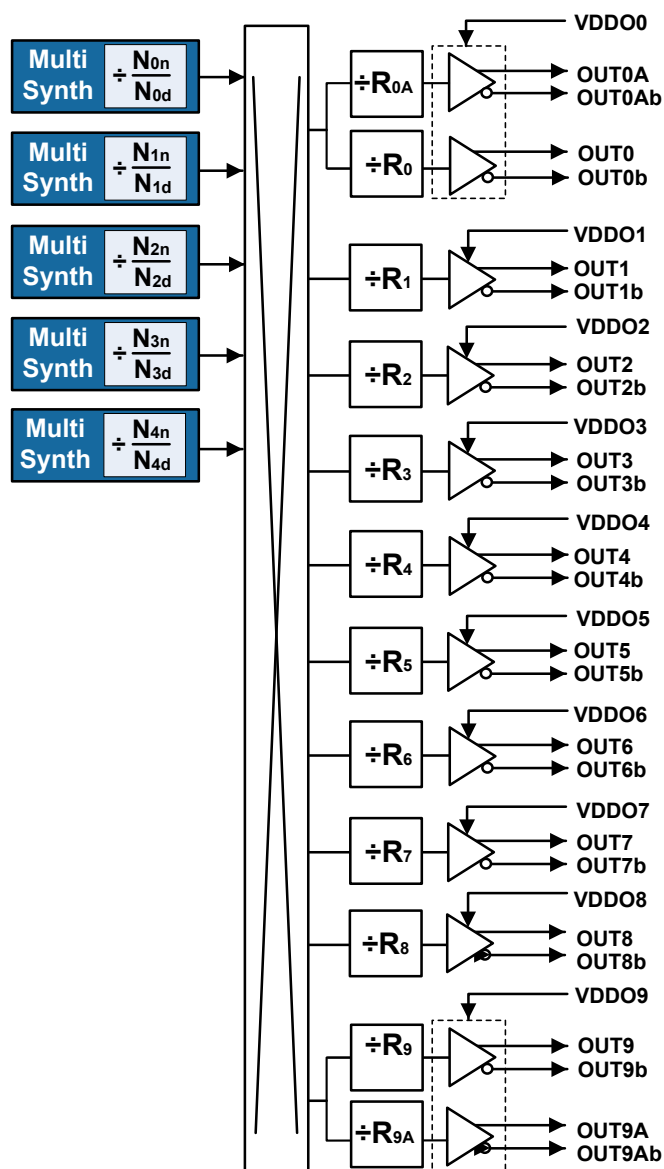 Multi Synth ÷ N0n/N0d
Multi Synth ÷ N1n/N1d
Multi Synth ÷ N2n/N2d
Multi Synth ÷ N3n/N3d
Multi Synth ÷ N4n/N4d
VDDO0
÷R0A
OUT0A
OUT0Ab
÷R0
OUT0
OUT0b
VDDO1
÷R1
OUT1
OUT1b
VDDO2
÷R2
OUT2
OUT2b
VDDO3
÷R3
OUT3
OUT3b
VDDO4
÷R4
OUT4
OUT4b
VDDO5
÷R5
OUT5
OUT5b
VDDO6
÷R6
OUT6
OUT6b
VDDO7
÷R7
OUT7
OUT7b
VDDO8
÷R8
OUT8
OUT8b
VDDO9
÷R9
OUT9
OUT9b
÷R9A
OUT9A
OUT9Ab